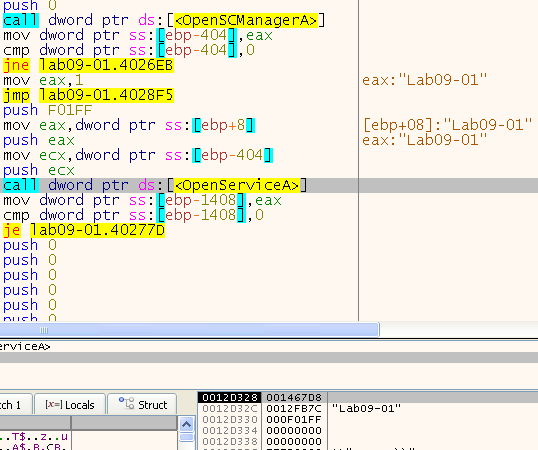 push 0
call dword ptr ds:[<OpenSCManagerA>]
mov dword ptr ss:[ebp-404],eax
cmp dword ptr ss:[ebp-404],0
jne lab09-01.4026EB
mov eax,1 eax:"Lab09-01"
jmp lab09-01.4028F5
push F01FF
mov eax,dword ptr ss:[ebp+8] [ebp+08]:"Lab09-01"
push eax eax:"Lab09-01"
mov ecx,dword ptr ss:[ebp-404]
push ecx
call dword ptr ds:[<OpenServiceA>]
mov dword ptr ss:[ebp-1408],eax
cmp dword ptr ss:[ebp-1408],0
je lab09-01.40277D
push 0
push 0
push 0
push 0
push 0
push 0
erviceA>
tch 1 [x=] Locals Struct
0012D328 001467D8
0012D32C 0012FB7C "Lab09-01"
0012D330 000F01FF
0012D334 00000000
0012D338 00000000
..T$..z..u